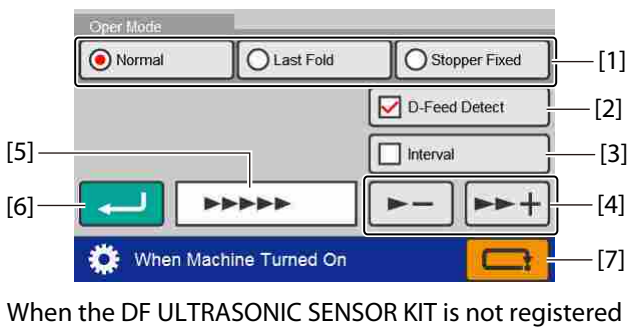 Oper Mode
Normal Last Fold Stopper Fixed [1]
D-Feed Detect [2]
[5] Interval [3]
[6] [4]
When Machine Turned On [7]
When the DF ULTRASONIC SENSOR KIT is not registered